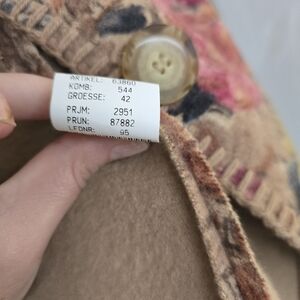 ARTIKEL: 63860
KOMB: 544
GROESSE: 42
PRJM: 2951
PRUN: 87882
LFDNR: 95